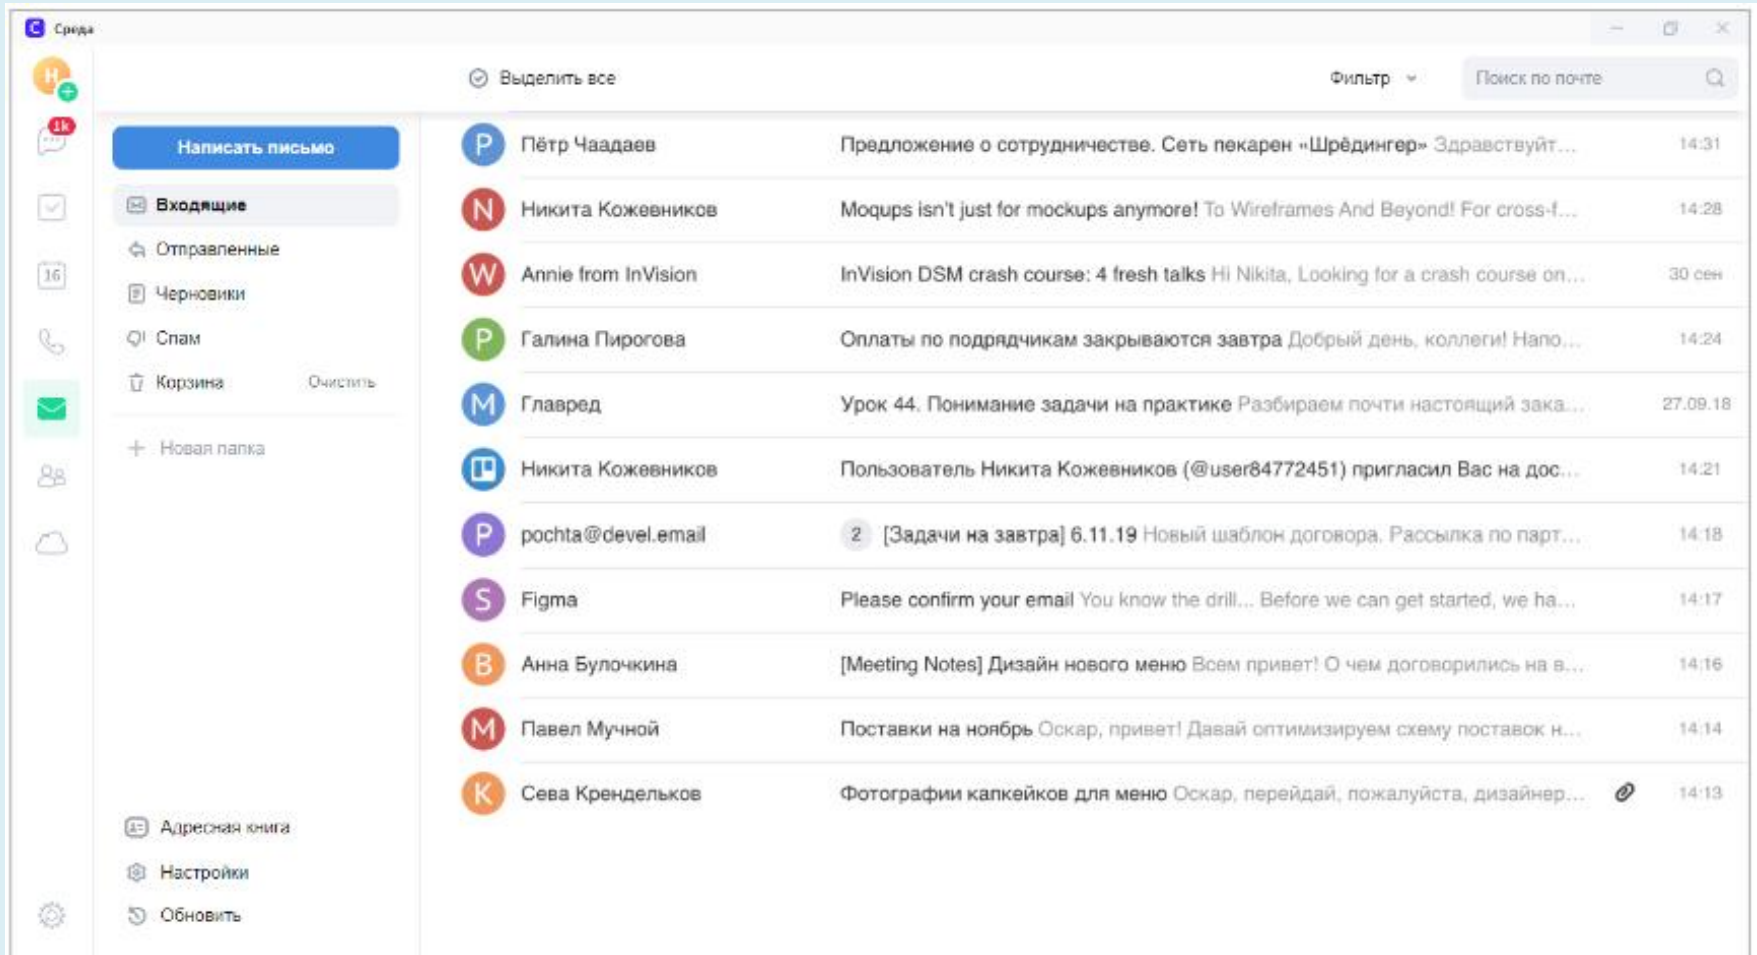 Среда
Н
Выделить все
Фильтр
Поиск по почте
1k
Написать письмо
Входящие
16
Отправленные
Черновики
Спам
Корзина Очистить
Новая папка
P Пётр Чаадаев Предложение о сотрудничестве. Сеть пекарен «Шрёдингер» Здравствуйт... 14:31
N Никита Кожевников Moqups isn't just for mockups anymore! To Wireframes And Beyond! For cross-f... 14:28
W Annie from InVision InVision DSM crash course: 4 fresh talks Hi Nikita, Looking for a crash course on... 30 сен
P Галина Пирогова Оплаты по подрядчикам закрываются завтра Добрый день, коллеги! Напо... 14:24
M Главред Урок 44. Понимание задачи на практике Разбираем почти настоящий зака... 27.09.18
Никита Кожевников Пользователь Никита Кожевников (@user84772451) пригласил Вас на дос... 14:21
P pochta@devel.email 2 [Задачи на завтра] 6.11.19 Новый шаблон договора. Рассылка по парт... 14:18
S Figma Please confirm your email You know the drill... Before we can get started, we ha... 14:17
B Анна Булочкина [Meeting Notes] Дизайн нового меню Всем привет! О чем договорились на в... 14:16
M Павел Мучной Поставки на ноябрь Оскар, привет! Давай оптимизируем схему поставок н... 14:14
K Сева Крендельков Фотографии капкейков для меню Оскар, перейдай, пожалуйста, дизайнер... 14:13
Адресная книга
Настройки
Обновить